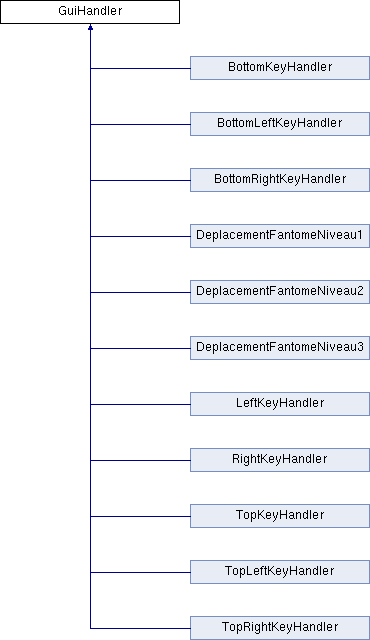 GuiHandler
BottomKeyHandler
BottomLeftKeyHandler
BottomRightKeyHandler
DeplacementFantomeNiveau1
DeplacementFantomeNiveau2
DeplacementFantomeNiveau3
LeftKeyHandler
RightKeyHandler
TopKeyHandler
TopLeftKeyHandler
TopRightKeyHandler